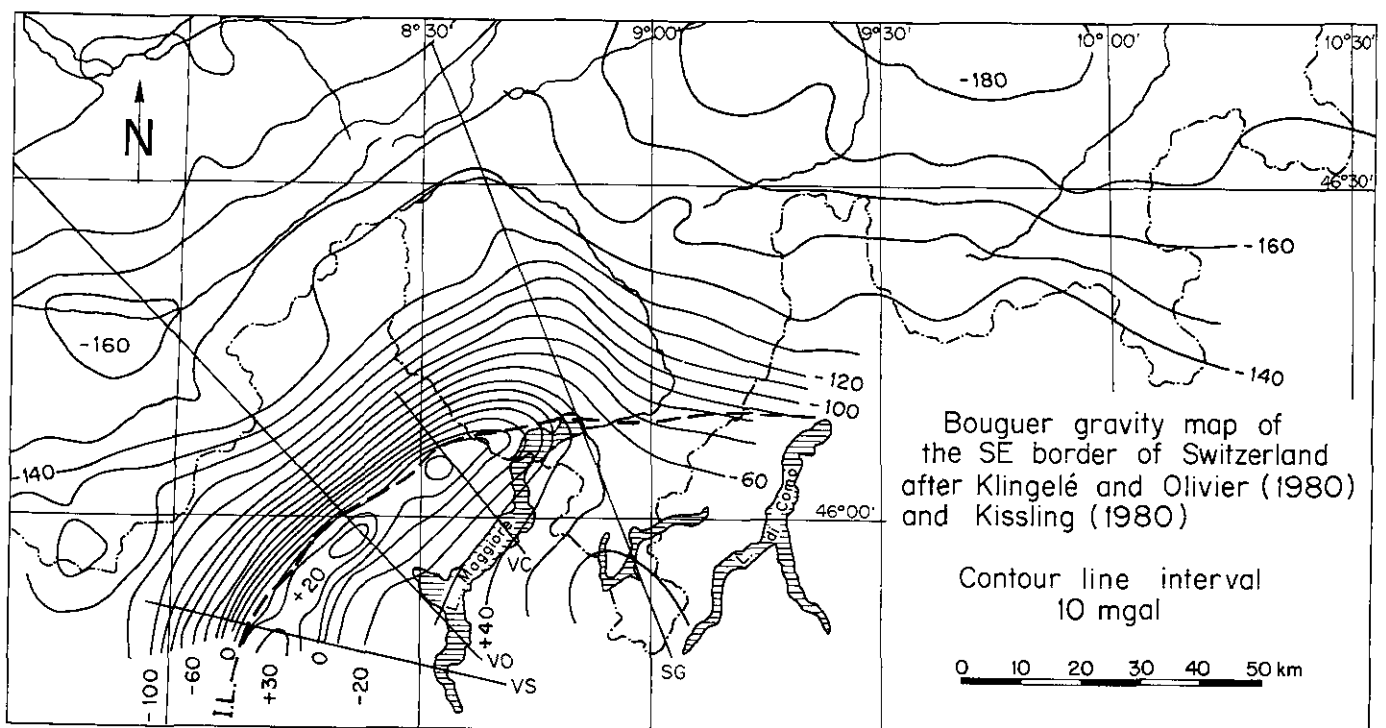 8°30'
9°00'
9°30'
10°00'
10°30'
-180
N
46°30'
-160
-160
-140
-120
-100
-140
-60
46°00'
Bouguer gravity map of
the SE border of Switzerland
after Klingelé and Olivier (1980)
and Kissling (1980)
Contour line interval
10 mgal
0 10 20 30 40 50 km
L. Maggiore
L. di Como
+20
+40
VC
VO
VS
SG
-100
-60
0
I.L.
+30
0
-20